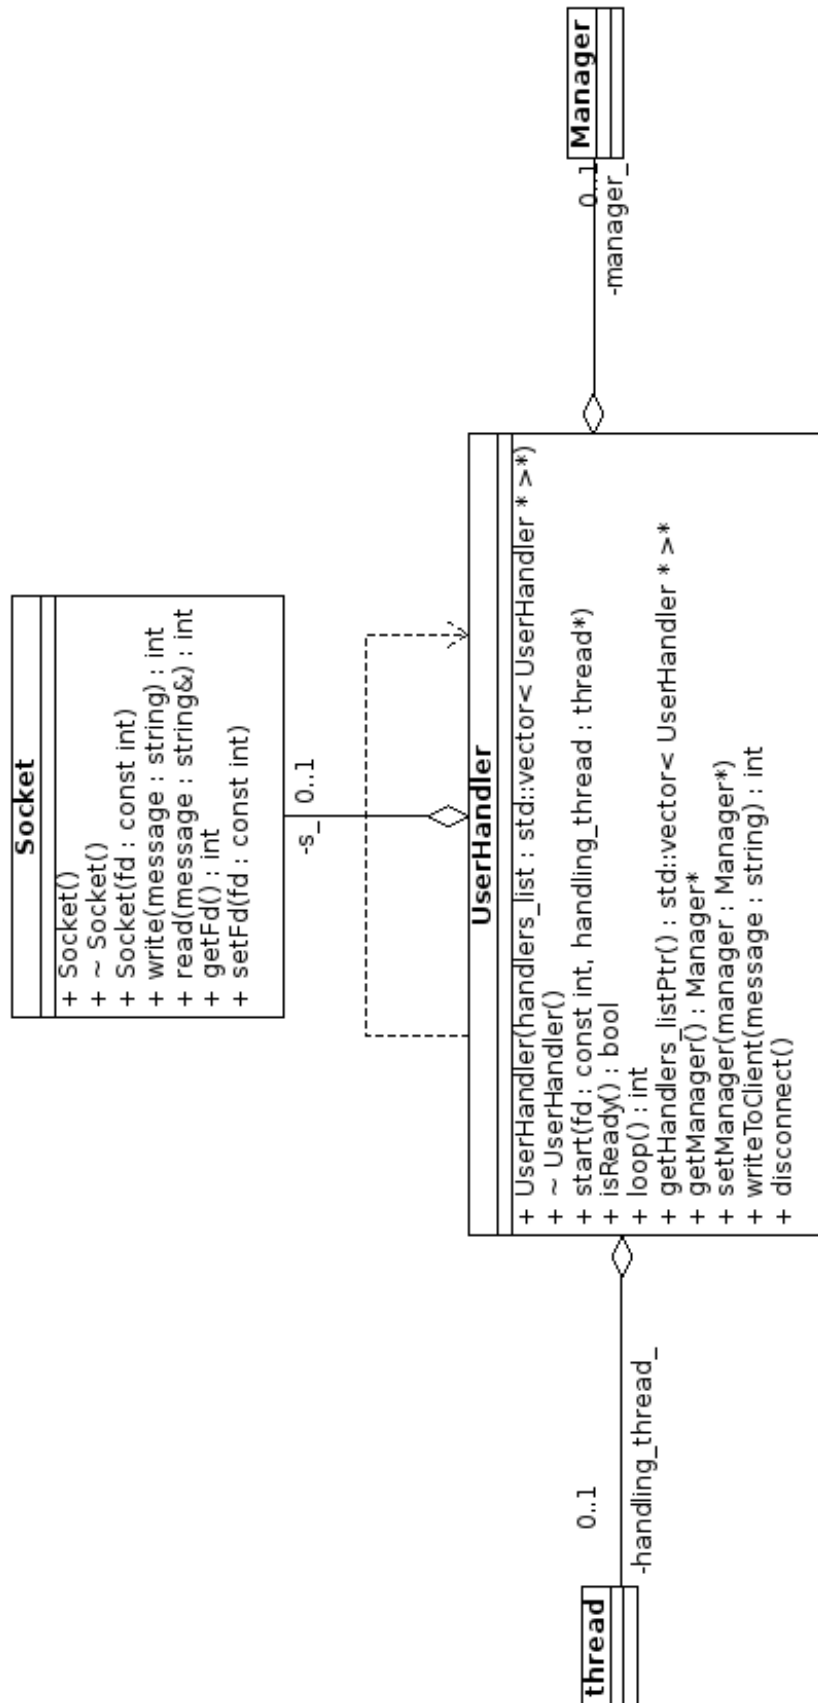 Socket
+ Socket()
+ ~ Socket()
+ Socket(fd : const int)
+ write(message : string) : int
+ read(message : string&) : int
+ getFd() : int
+ setFd(fd : const int)
-s_
0..1
thread
0..1
-handling_thread_
UserHandler
+ UserHandler(handlers_list : std::vector< UserHandler * >*)
+ ~ UserHandler()
+ start(fd : const int, handling_thread : thread*)
+ isReady() : bool
+ loop() : int
+ getHandlers_listPtr() : std::vector< UserHandler * >*
+ getManager() : Manager*
+ setManager(manager : Manager*)
+ writeToClient(message : string) : int
+ disconnect()
0..1
-manager_
Manager